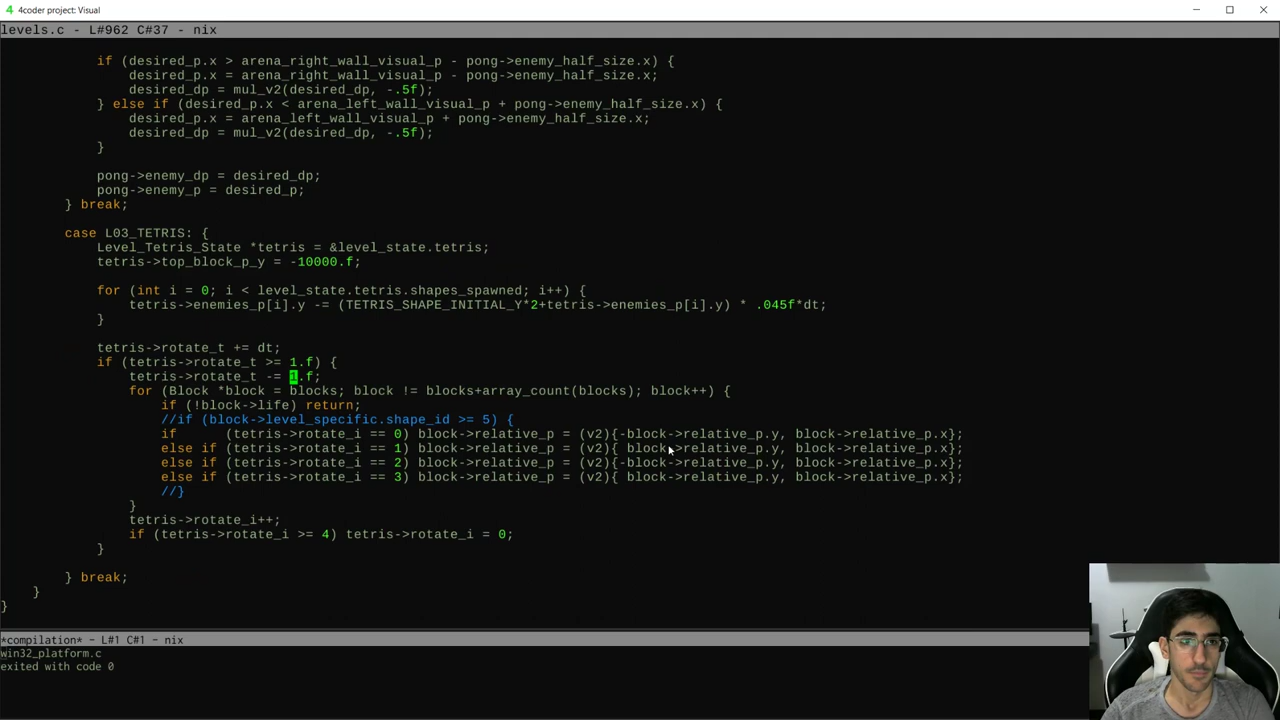 4 4coder project: Visual
levels.c - L#962 C#37 - nix
if (desired_p.x > arena_right_wall_visual_p - pong->enemy_half_size.x) {
desired_p.x = arena_right_wall_visual_p - pong->enemy_half_size.x;
desired_dp = mul_v2(desired_dp, -.5f);
} else if (desired_p.x < arena_left_wall_visual_p + pong->enemy_half_size.x) {
desired_p.x = arena_left_wall_visual_p + pong->enemy_half_size.x;
desired_dp = mul_v2(desired_dp, -.5f);
}
pong->enemy_dp = desired_dp;
pong->enemy_p = desired_p;
} break;
case L03_TETRIS: {
Level_Tetris_State *tetris = &level_state.tetris;
tetris->top_block_p_y = -10000.f;
for (int i = 0; i < level_state.tetris.shapes_spawned; i++) {
tetris->enemies_p[i].y -= (TETRIS_SHAPE_INITIAL_Y*2+tetris->enemies_p[i].y) * .045f*dt;
}
tetris->rotate_t += dt;
if (tetris->rotate_t >= 1.f) {
tetris->rotate_t -= 1.f;
for (Block *block = blocks; block != blocks+array_count(blocks); block++) {
if (!block->life) return;
//if (block->level_specific.shape_id >= 5) {
if (tetris->rotate_i == 0) block->relative_p = (v2){-block->relative_p.y, block->relative_p.x};
else if (tetris->rotate_i == 1) block->relative_p = (v2){ block->relative_p.y, block->relative_p.x};
else if (tetris->rotate_i == 2) block->relative_p = (v2){-block->relative_p.y, block->relative_p.x};
else if (tetris->rotate_i == 3) block->relative_p = (v2){ block->relative_p.y, block->relative_p.x};
//}
}
tetris->rotate_i++;
if (tetris->rotate_i >= 4) tetris->rotate_i = 0;
}
} break;
}
}
*compilation* - L#1 C#1 - nix
win32_platform.c
exited with code 0